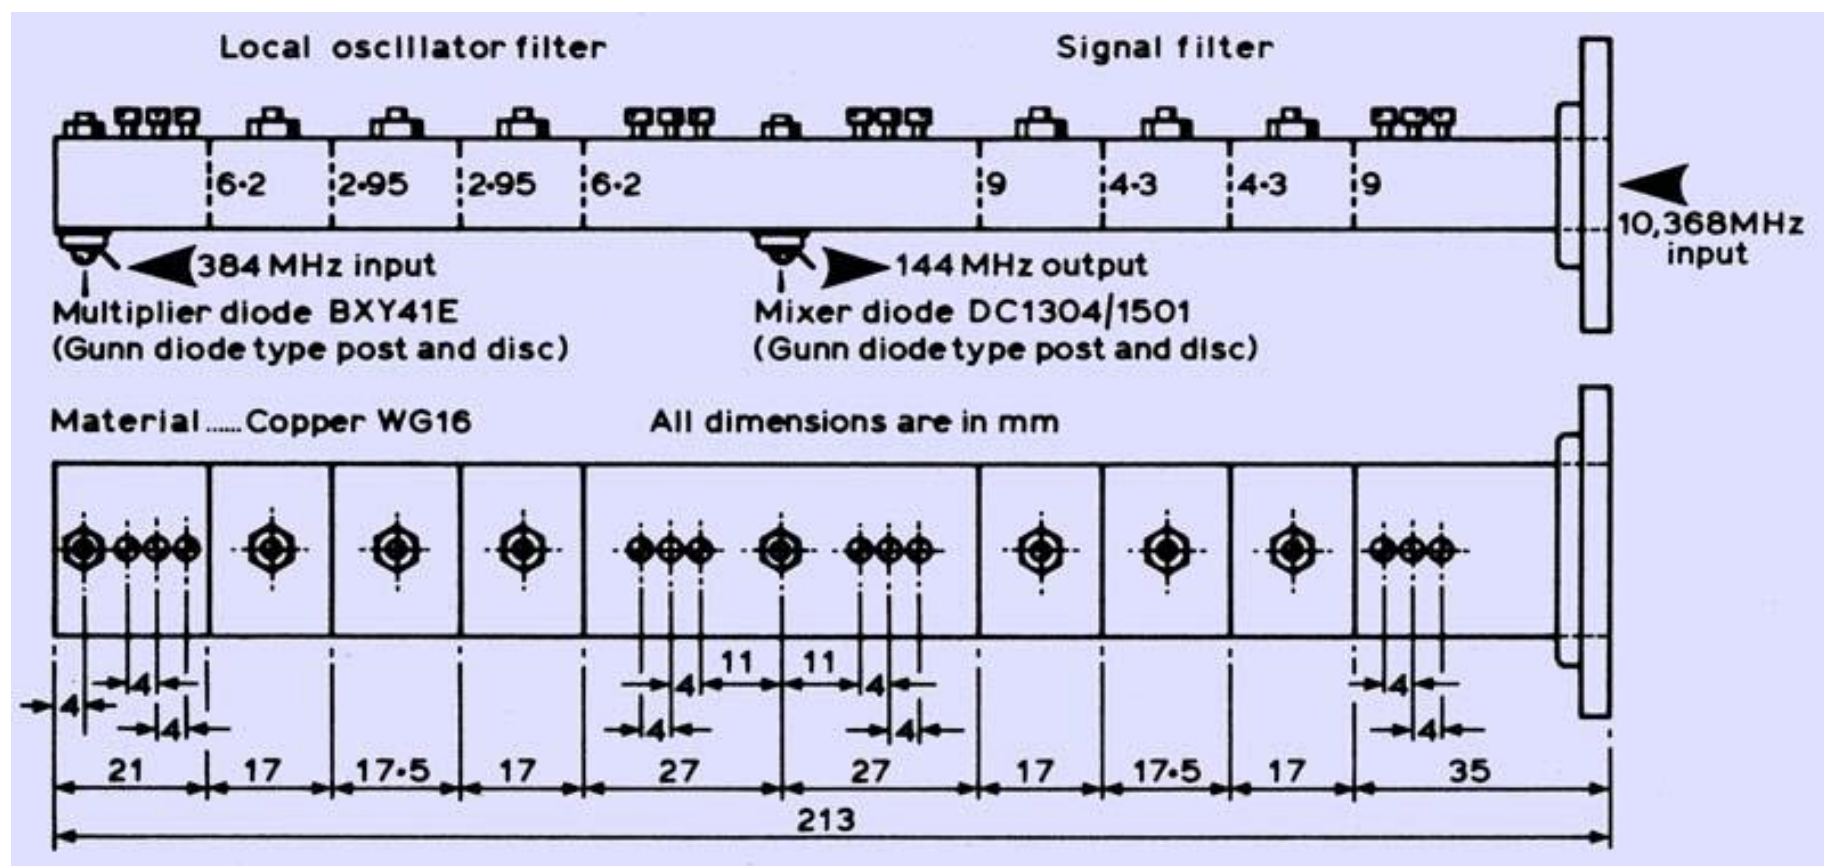 Local oscillator filter
Signal filter
6·2
2·95
2·95
6·2
9
4·3
4·3
9
10,368MHz
input
384 MHz input
144 MHz output
Multiplier diode BXY41E
(Gunn diode type post and disc)
Mixer diode DC1304/1501
(Gunn diode type post and disc)
Material ...... Copper WG16
All dimensions are in mm
11
11
4
4
4
4
4
4
4
4
4
21
17
17·5
17
27
27
17
17·5
17
35
213